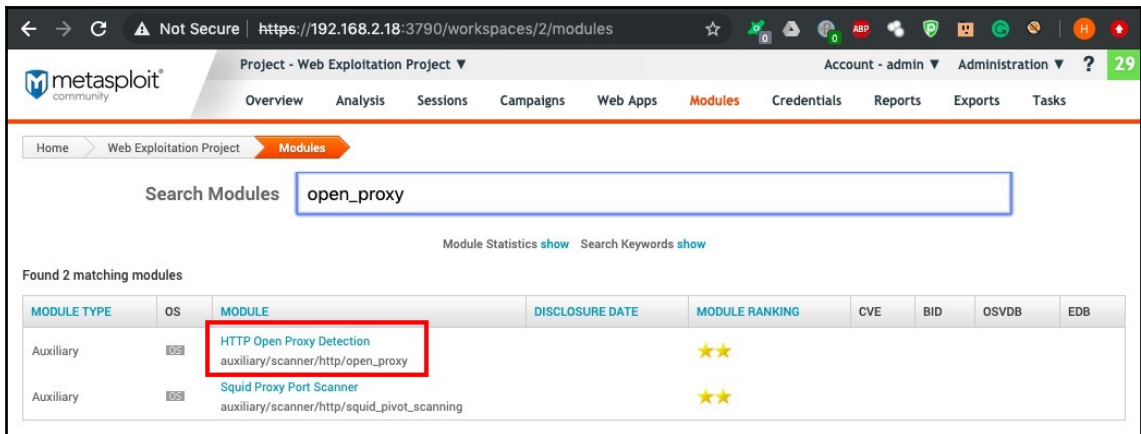 Not Secure | https://192.168.2.18:3790/workspaces/2/modules 0 0 ABP H
metasploit®
community
Project - Web Exploitation Project ▼ Account - admin ▼ Administration ▼ ? 29
Overview Analysis Sessions Campaigns Web Apps Modules Credentials Reports Exports Tasks
Home Web Exploitation Project Modules
Search Modules open_proxy
Module Statistics show Search Keywords show
Found 2 matching modules
MODULE TYPE OS MODULE DISCLOSURE DATE MODULE RANKING CVE BID OSVDB EDB
Auxiliary OS HTTP Open Proxy Detection
auxiliary/scanner/http/open_proxy
Auxiliary OS Squid Proxy Port Scanner
auxiliary/scanner/http/squid_pivot_scanning